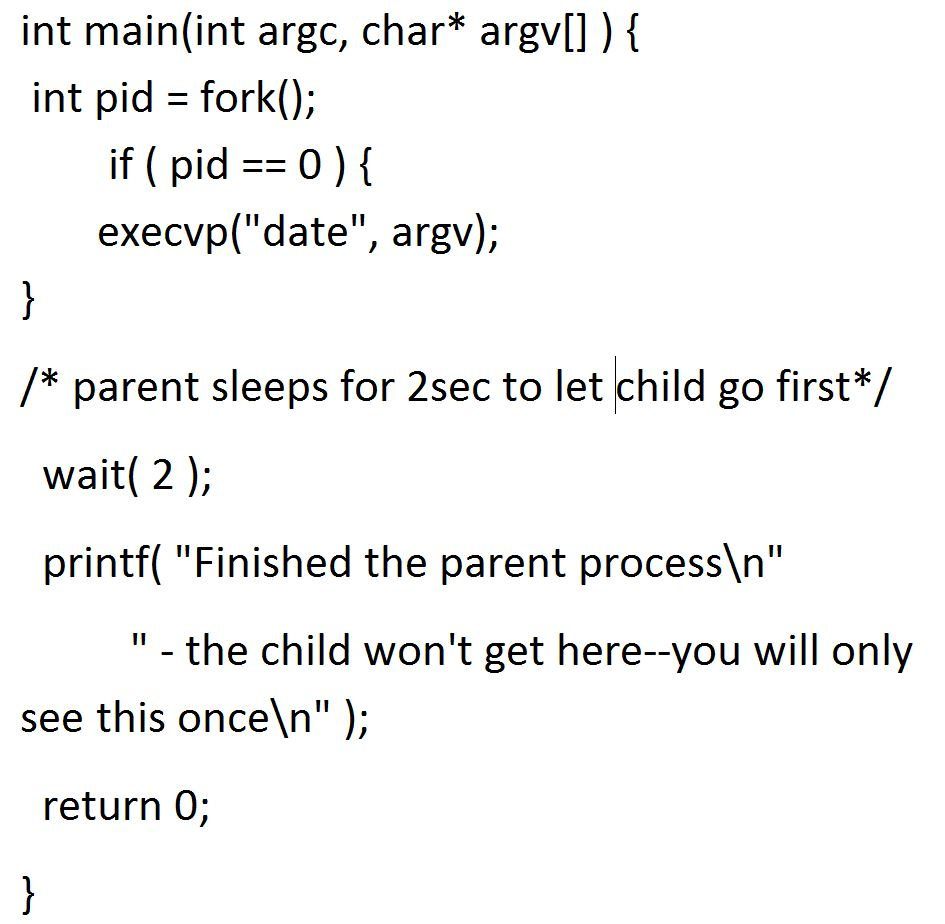 int main(int argc, char* argv[] ) {
int pid = fork();
if ( pid == 0 ) {
execvp("date", argv);
}
/* parent sleeps for 2sec to let child go first*/
wait( 2 );
printf( "Finished the parent process\n"
" - the child won't get here--you will only
see this once\n" );
return 0;
}